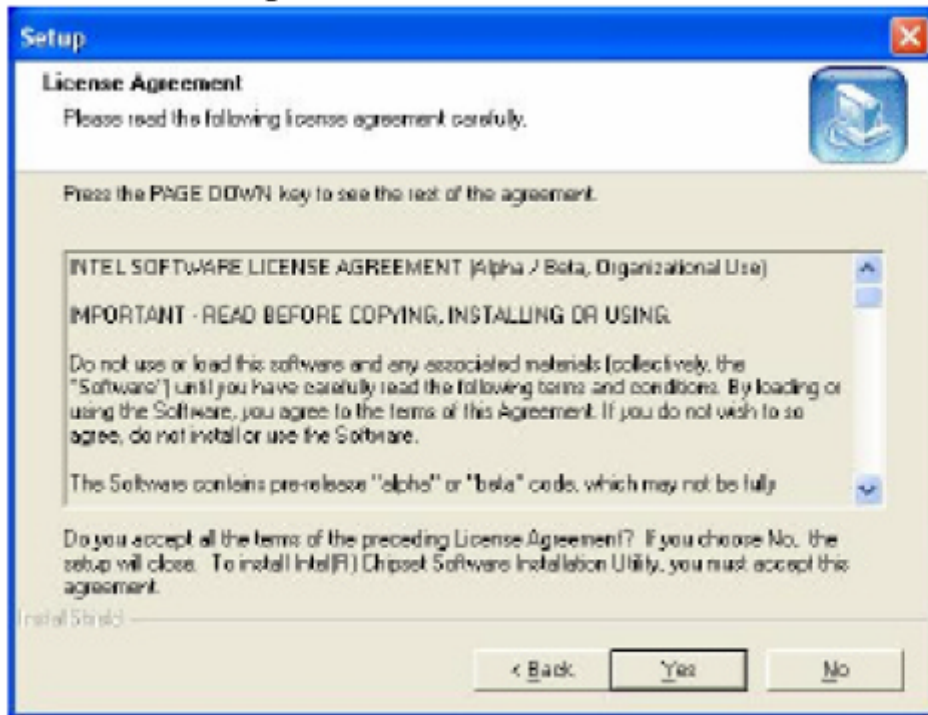 Setup
License Agreement
Please read the following license agreement carefully.
Press the PAGE DOWN key to see the rest of the agreement.
INTEL SOFTWARE LICENSE AGREEMENT (Alpha / Beta, Organizational Use)
IMPORTANT - READ BEFORE COPYING, INSTALLING OR USING.
Do not use or load this software and any associated materials (collectively, the
"Software") until you have carefully read the following terms and conditions. By loading or
using the Software, you agree to the terms of this Agreement. If you do not wish to so
agree, do not install or use the Software.
The Software contains pre-release "alpha" or "beta" code, which may not be fully
Do you accept all the terms of the preceding License Agreement? If you choose No, the
setup will close. To install Intel(R) Chipset Software Installation Utility, you must accept this
agreement.
InstallShield
< Back
Yes
No